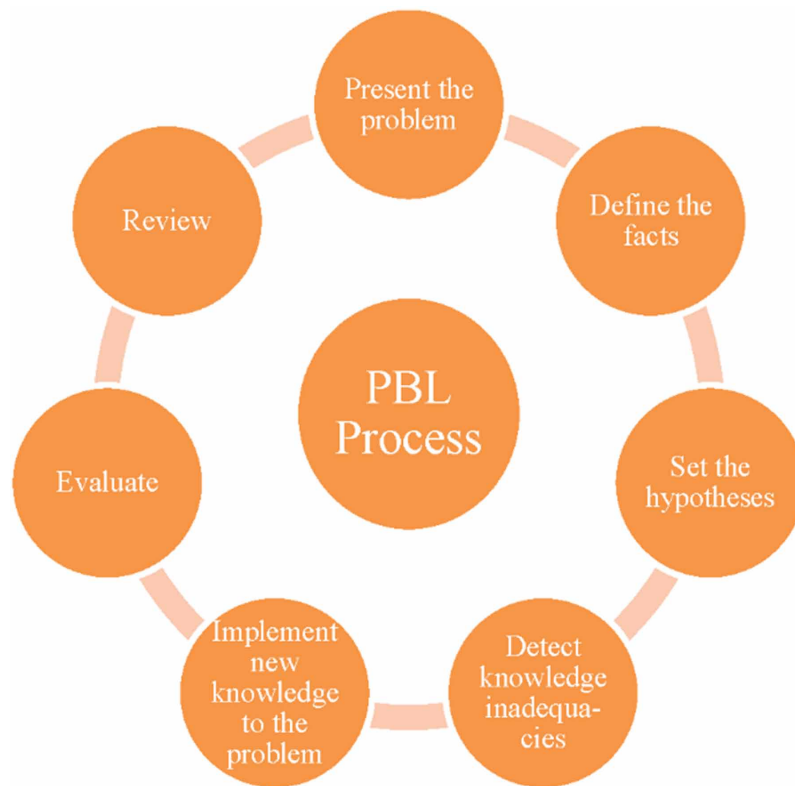 Present the
problem
Define the
facts
Set the
hypotheses
Detect
knowledge
inadequa-
cies
Implement
new
knowledge
to the
problem
Evaluate
Review
PBL
Process